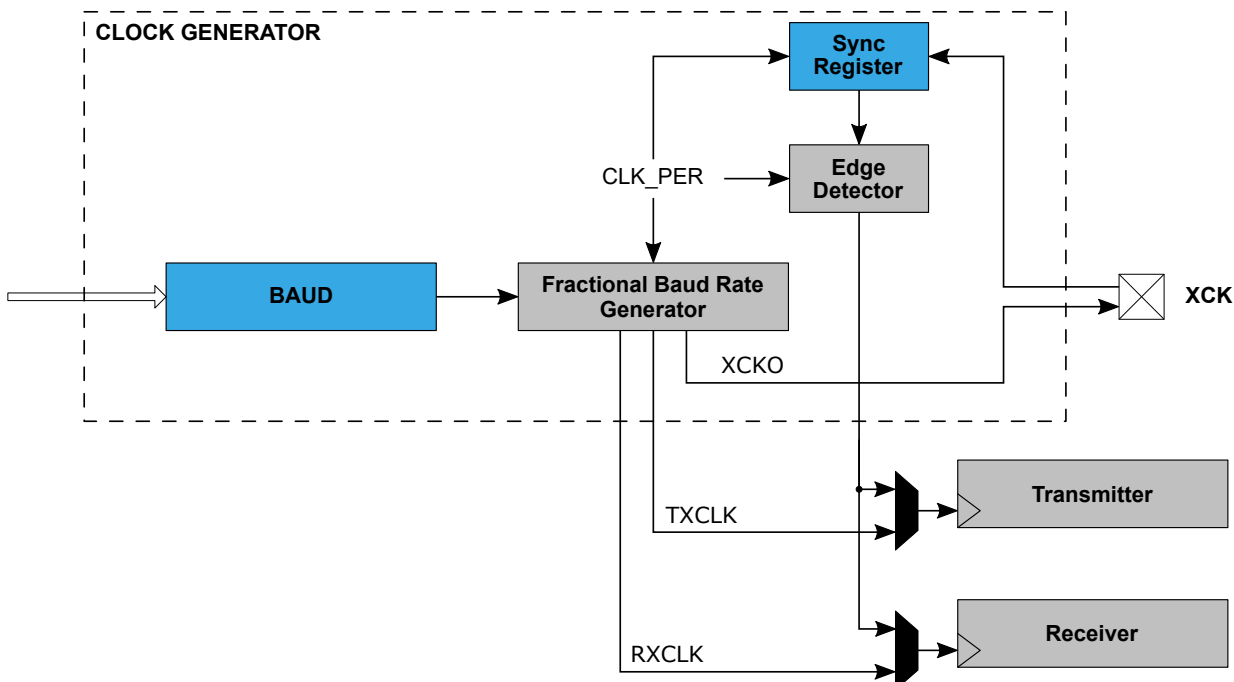 CLOCK GENERATOR
Sync
Register
CLK_PER
Edge
Detector
BAUD
Fractional Baud Rate
Generator
XCK
XCKO
Transmitter
TXCLK
Receiver
RXCLK